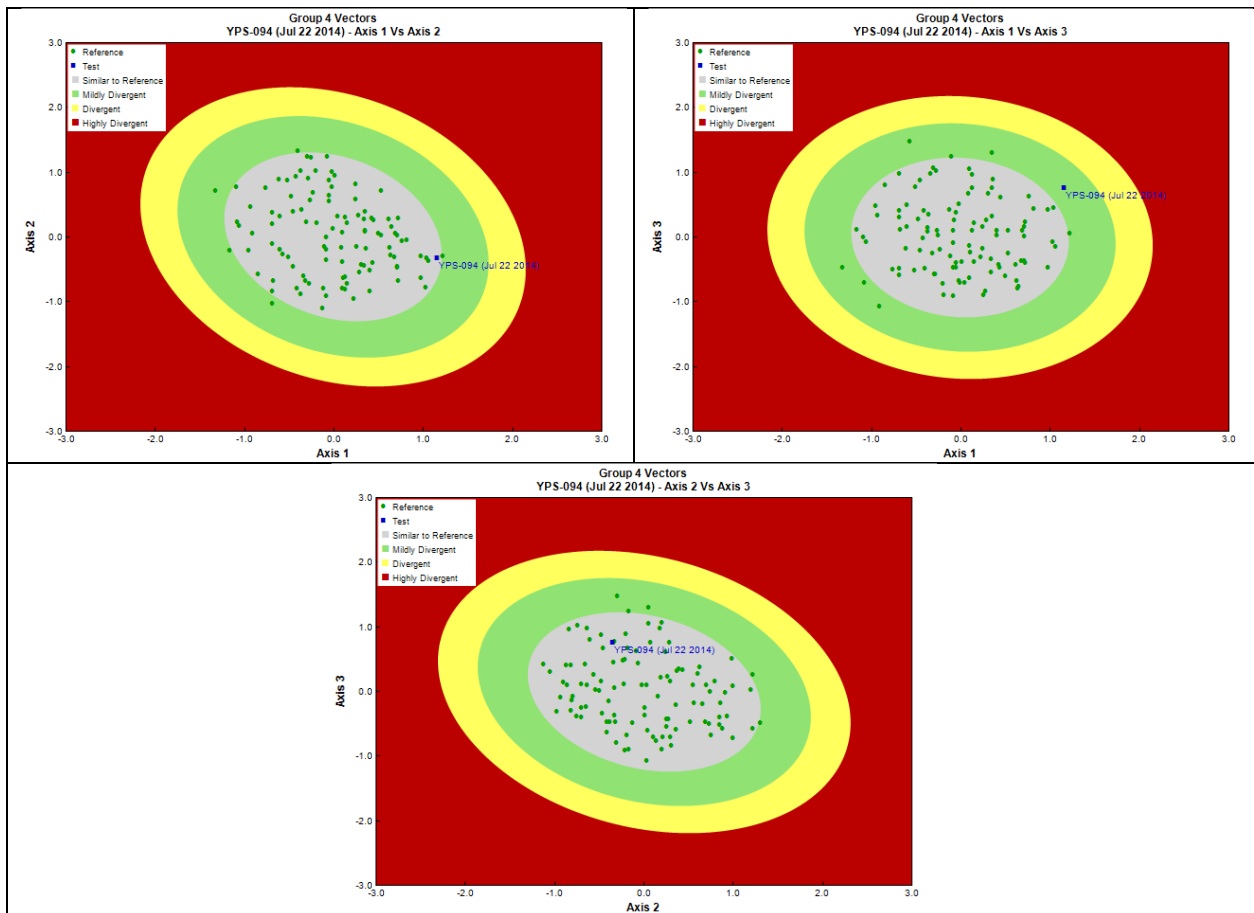 Group 4 Vectors
YPS-094 (Jul 22 2014) - Axis 1 Vs Axis 2
3.0
2.0
1.0
0.0
-1.0
-2.0
-3.0
Axis 2
Reference
Test
Similar to Reference
Mildly Divergent
Divergent
Highly Divergent
YPS-094 (Jul 22 2014)
-3.0 -2.0 -1.0 0.0 1.0 2.0 3.0
Axis 1
Group 4 Vectors
YPS-094 (Jul 22 2014) - Axis 1 Vs Axis 3
3.0
2.0
1.0
0.0
-1.0
-2.0
-3.0
Axis 3
Reference
Test
Similar to Reference
Mildly Divergent
Divergent
Highly Divergent
YPS-094 (Jul 22 2014)
-3.0 -2.0 -1.0 0.0 1.0 2.0 3.0
Axis 1
Group 4 Vectors
YPS-094 (Jul 22 2014) - Axis 2 Vs Axis 3
3.0
2.0
1.0
0.0
-1.0
-2.0
-3.0
Axis 3
Reference
Test
Similar to Reference
Mildly Divergent
Divergent
Highly Divergent
YPS-094 (Jul 22 2014)
-3.0 -2.0 -1.0 0.0 1.0 2.0 3.0
Axis 2